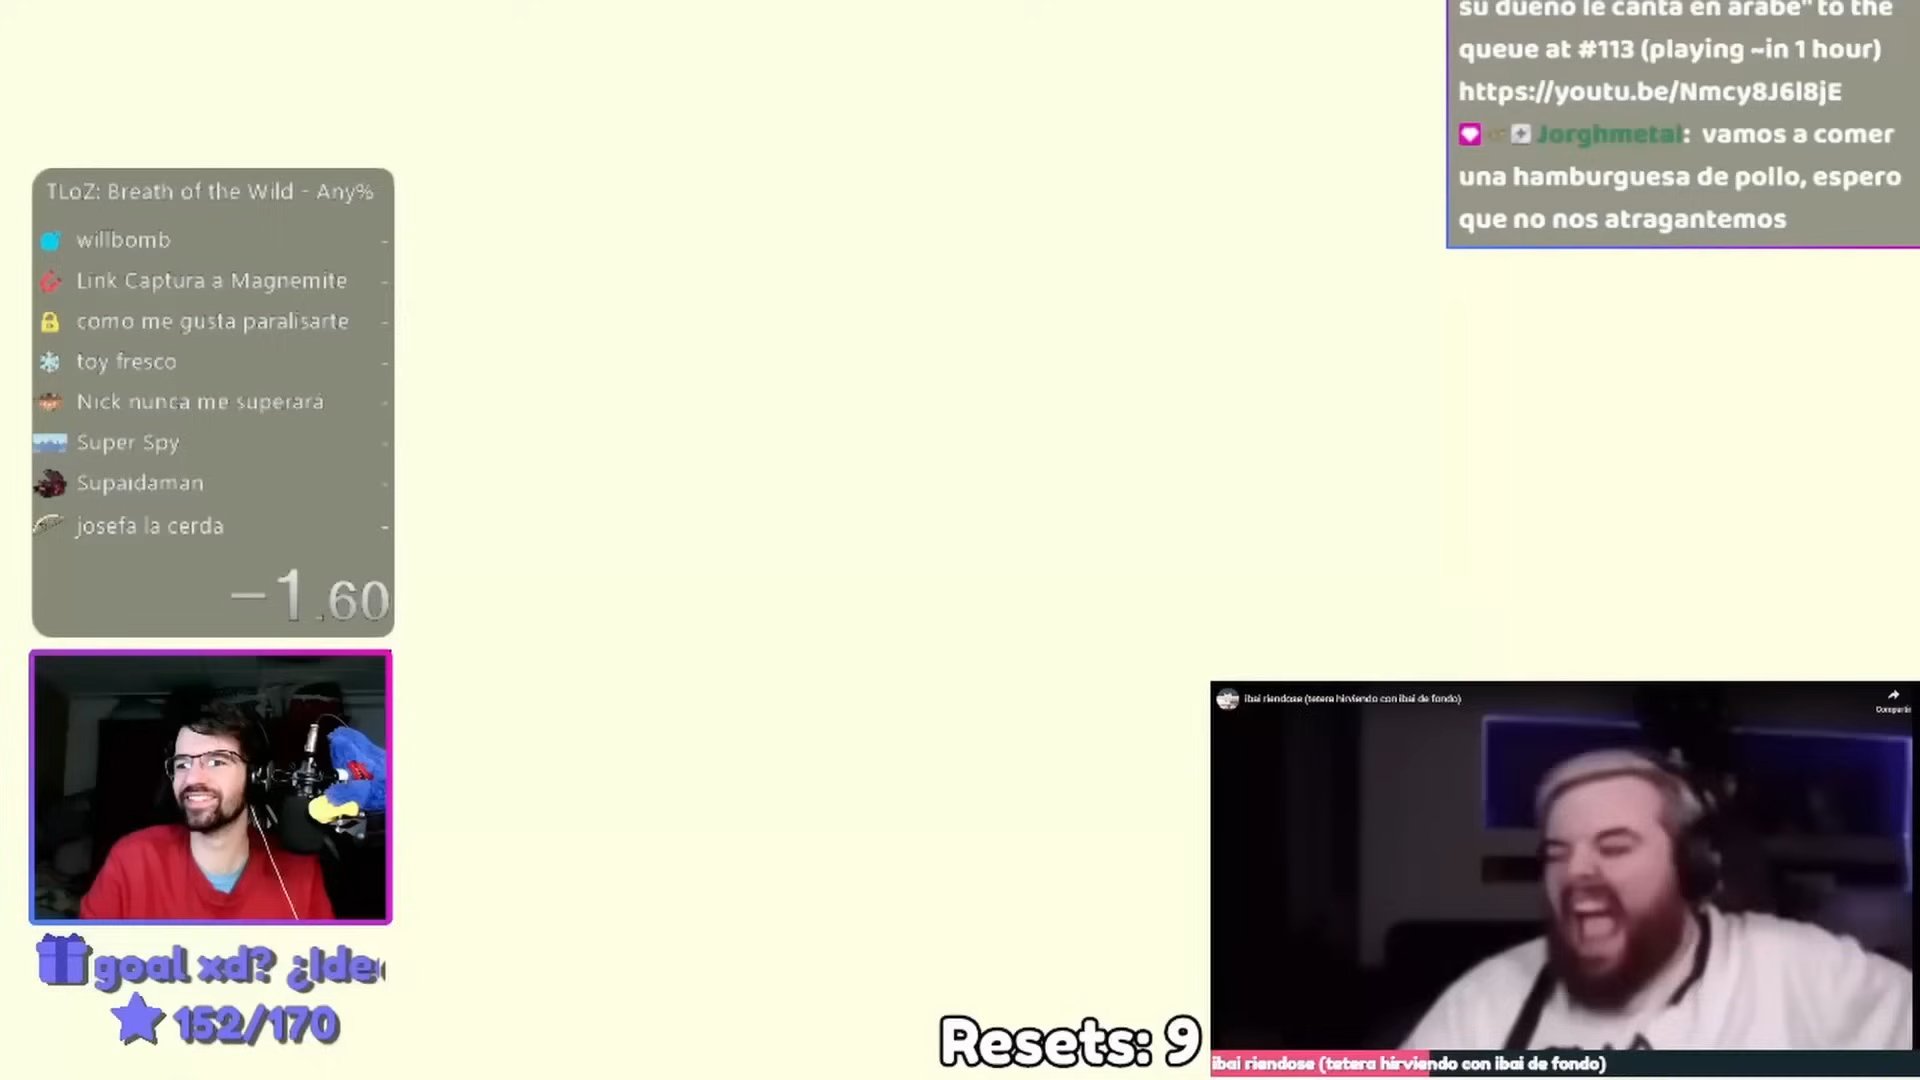 su dueño le canta en arabe" to the
queue at #113 (playing ~in 1 hour)
https://youtu.be/Nmcy8J6I8jE
Jorghmetal: vamos a comer
una hamburguesa de pollo, espero
que no nos atragantemos
TLoZ: Breath of the Wild - Any%
willbomb -
Link Captura a Magnemite -
como me gusta paralisarte -
toy fresco -
Nick nunca me superara -
Super Spy -
Supaidaman -
josefa la cerda -
-1.60
goal xd? ¿Ide
152/170
Resets: 9
ibai riendose (tetera hirviendo con ibai de fondo)
Compartir
ibai riendose (tetera hirviendo con ibai de fondo)